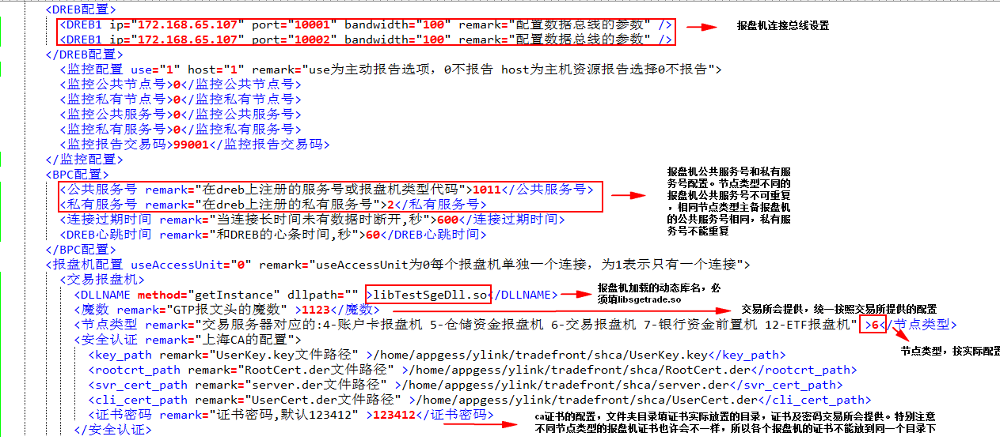 <DREB配置>
<DREB1 ip="172.168.65.107" port="10001" bandwidth="100" remark="配置数据总线的参数" />
报盘机连接总线设置
<DREB1 ip="172.168.65.107" port="10002" bandwidth="100" remark="配置数据总线的参数" />
</DREB配置>
<监控配置 use="1" host="1" remark="use为主动报告选项，0不报告 host为主机资源报告选择0不报告">
<监控公共节点号>0</监控公共节点号>
<监控私有节点号>0</监控私有节点号>
<监控公共服务号>0</监控公共服务号>
<监控私有服务号>0</监控私有服务号>
<监控报告交易码>99001</监控报告交易码>
</监控配置>
<BPC配置>
<公共服务号 remark="在dreb上注册的服务号或报盘机类型代码">1011</公共服务号>
<私有服务号 remark="在dreb上注册的私有服务号">2</私有服务号>
报盘机公共服务号和私有服
务号配置。节点类型不同的
报盘机公共服务号不可重复
，相同节点类型主备报盘机
的公共服务号相同，私有服
务号不能重复
<连接过期时间 remark="当连接长时间未有数据时断开,秒">600</连接过期时间>
<DREB心跳时间 remark="和DREB的心条时间,秒">60</DREB心跳时间>
</BPC配置>
<报盘机配置 useAccessUnit="0" remark="useAccessUnit为0每个报盘机单独一个连接，为1表示只有一个连接">
<交易报盘机>
<DLLNAME method="getInstance" dllpath="" >libTestSgeDll.so</DLLNAME>
报盘机加载的动态库名，必
须填libsgetrade.so
<魔数 remark="GTP报文头的魔数" >1123</魔数>
交易所会提供，统一按照交易所提供的配置
<节点类型 remark="交易服务器对应的:4-账户卡报盘机 5-仓储资金报盘机 6-交易报盘机 7-银行资金前置机 12-ETF报盘机" >6</节点类型>
节点类型，按实际配置
<安全认证 remark="上海CA的配置">
<key_path remark="UserKey.key文件路径" >/home/appgess/ylink/tradefront/shca/UserKey.key</key_path>
<rootcrt_path remark="RootCert.der文件路径" >/home/appgess/ylink/tradefront/shca/RootCert.der</rootcrt_path>
<svr_cert_path remark="server.der文件路径" >/home/appgess/ylink/tradefront/shca/server.der</svr_cert_path>
<cli_cert_path remark="UserCert.der文件路径" >/home/appgess/ylink/tradefront/shca/UserCert.der</cli_cert_path>
<证书密码 remark="证书密码,默认123412" >123412</证书密码>
ca证书的配置，文件夹目录填证书实际放置的目录，证书及密码交易所会提供。特别注意
不同节点类型的报盘机证书也许会不一样，所以各个报盘机的证书不能放到同一个目录下
</安全认证>